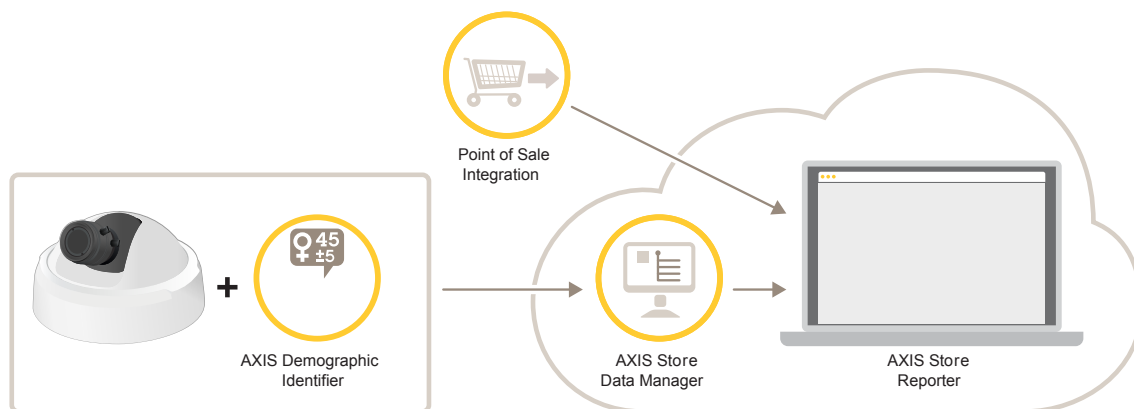 Point of Sale
Integration
♀ 45
±5
+
AXIS Demographic
Identifier
AXIS Store
Data Manager
AXIS Store
Reporter